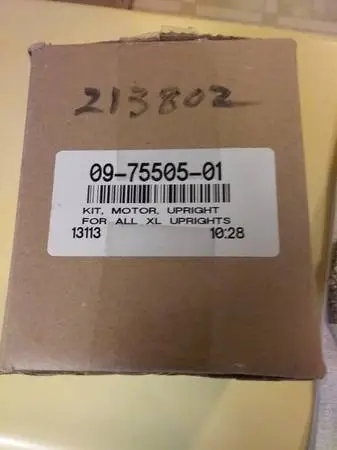 213802
09-75505-01
KIT, MOTOR, UPRIGHT
FOR ALL XL UPRIGHTS
13113 10:28